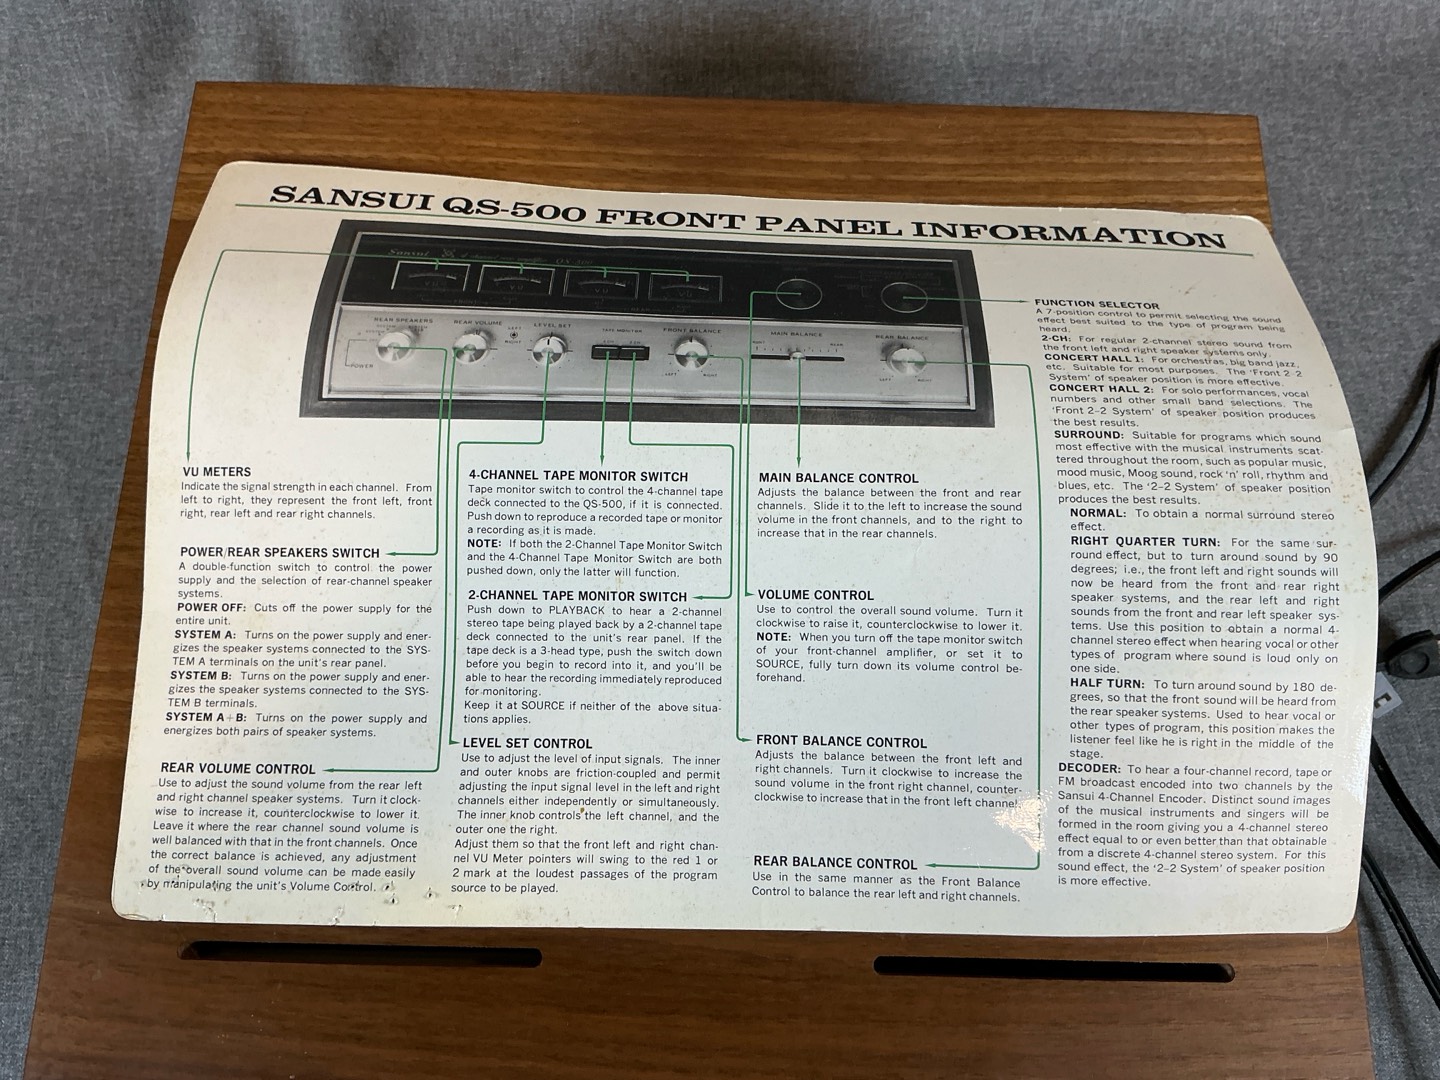 SANSUI QS-500 FRONT PANEL INFORMATION
Sansui
QS-500
VU
VU
VU
VU
REAR SPEAKERS
REAR VOLUME
LEFT
RIGHT
LEVEL SET
TAPE MONITOR
FRONT BALANCE
MAIN BALANCE
REAR BALANCE
POWER
LEFT
RIGHT
LEFT
RIGHT
VU METERS
Indicate the signal strength in each channel. From
left to right, they represent the front left, front
right, rear left and rear right channels.
POWER/REAR SPEAKERS SWITCH
A double-function switch to control the power
supply and the selection of rear-channel speaker
systems.
POWER OFF: Cuts off the power supply for the
entire unit.
SYSTEM A: Turns on the power supply and ener-
gizes the speaker systems connected to the SYS-
TEM A terminals on the unit's rear panel.
SYSTEM B: Turns on the power supply and ener-
gizes the speaker systems connected to the SYS-
TEM B terminals.
SYSTEM A+B: Turns on the power supply and
energizes both pairs of speaker systems.
REAR VOLUME CONTROL
Use to adjust the sound volume from the rear left
and right channel speaker systems. Turn it clock-
wise to increase it, counterclockwise to lower it.
Leave it where the rear channel sound volume is
well balanced with that in the front channels. Once
the correct balance is achieved, any adjustment
of the overall sound volume can be made easily
by manipulating the unit's Volume Control.
4-CHANNEL TAPE MONITOR SWITCH
Tape monitor switch to control the 4-channel tape
deck connected to the QS-500, if it is connected.
Push down to reproduce a recorded tape or monitor
a recording as it is made.
NOTE: If both the 2-Channel Tape Monitor Switch
and the 4-Channel Tape Monitor Switch are both
pushed down, only the latter will function.
2-CHANNEL TAPE MONITOR SWITCH
Push down to PLAYBACK to hear a 2-channel
stereo tape being played back by a 2-channel tape
deck connected to the unit's rear panel. If the
tape deck is a 3-head type, push the switch down
before you begin to record into it, and you'll be
able to hear the recording immediately reproduced
for monitoring.
Keep it at SOURCE if neither of the above situa-
tions applies.
LEVEL SET CONTROL
Use to adjust the level of input signals. The inner
and outer knobs are friction-coupled and permit
adjusting the input signal level in the left and right
channels either independently or simultaneously.
The inner knob controls the left channel, and the
outer one the right.
Adjust them so that the front left and right chan-
nel VU Meter pointers will swing to the red 1 or
2 mark at the loudest passages of the program
source to be played.
MAIN BALANCE CONTROL
Adjusts the balance between the front and rear
channels. Slide it to the left to increase the sound
volume in the front channels, and to the right to
increase that in the rear channels.
VOLUME CONTROL
Use to control the overall sound volume. Turn it
clockwise to raise it, counterclockwise to lower it.
NOTE: When you turn off the tape monitor switch
of your front-channel amplifier, or set it to
SOURCE, fully turn down its volume control be-
forehand.
FRONT BALANCE CONTROL
Adjusts the balance between the front left and
right channels. Turn it clockwise to increase the
sound volume in the front right channel, counter-
clockwise to increase that in the front left channel.
REAR BALANCE CONTROL
Use in the same manner as the Front Balance
Control to balance the rear left and right channels.
FUNCTION SELECTOR
A 7-position control to permit selecting the sound
effect best suited to the type of program being
heard.
2-CH: For regular 2-channel stereo sound from
the front left and right speaker systems only.
CONCERT HALL 1: For orchestras, big band jazz,
etc. Suitable for most purposes. The 'Front 2-2
System' of speaker position is more effective.
CONCERT HALL 2: For solo performances, vocal
numbers and other small band selections. The
'Front 2-2 System' of speaker position produces
the best results.
SURROUND: Suitable for programs which sound
most effective with the musical instruments scat-
tered throughout the room, such as popular music,
mood music, Moog sound, rock 'n' roll, rhythm and
blues, etc. The '2-2 System' of speaker position
produces the best results.
NORMAL: To obtain a normal surround stereo
effect.
RIGHT QUARTER TURN: For the same sur-
round effect, but to turn around sound by 90
degrees; i.e., the front left and right sounds will
now be heard from the front and rear right
speaker systems, and the rear left and right
sounds from the front and rear left speaker sys-
tems. Use this position to obtain a normal 4-
channel stereo effect when hearing vocal or other
types of program where sound is loud only on
one side.
HALF TURN: To turn around sound by 180 de-
grees, so that the front sound will be heard from
the rear speaker systems. Used to hear vocal or
other types of program, this position makes the
listener feel like he is right in the middle of the
stage.
DECODER: To hear a four-channel record, tape or
FM broadcast encoded into two channels by the
Sansui 4-Channel Encoder. Distinct sound images
of the musical instruments and singers will be
formed in the room giving you a 4-channel stereo
effect equal to or even better than that obtainable
from a discrete 4-channel stereo system. For this
sound effect, the '2-2 System' of speaker position
is more effective.